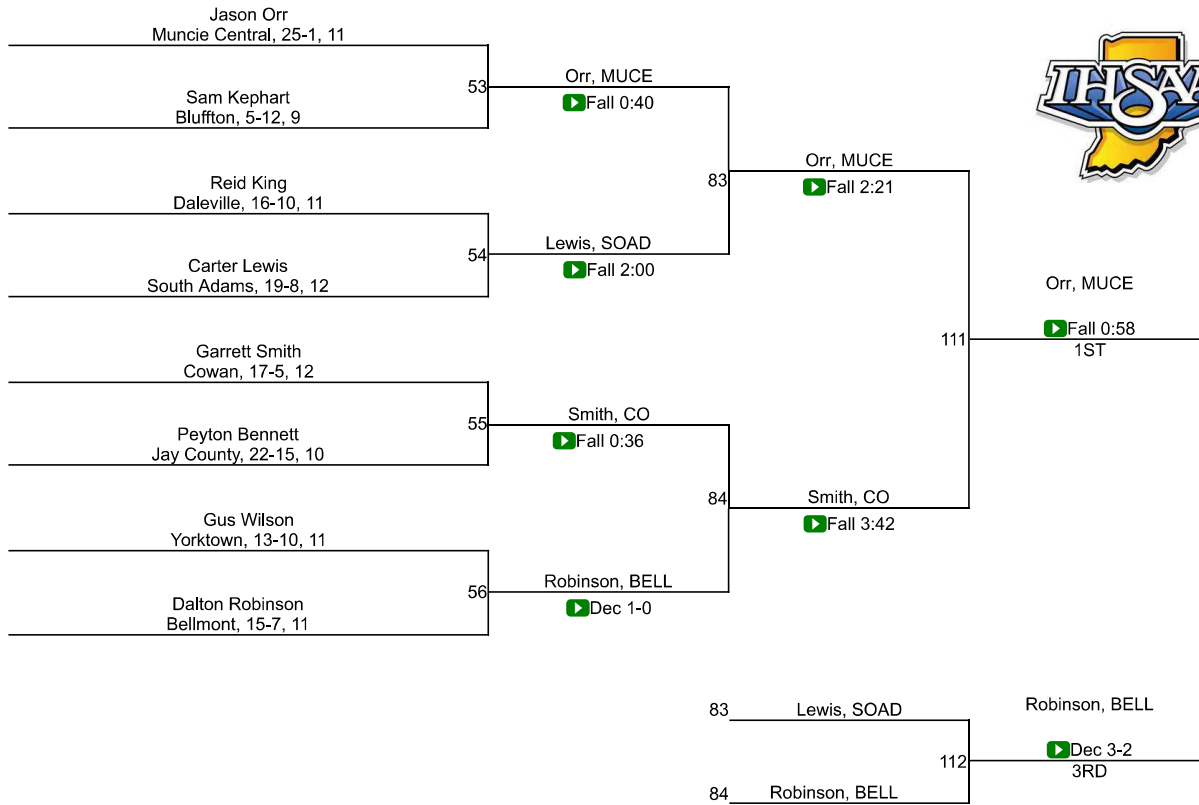 Jason Orr
Muncie Central, 25-1, 11
53
Orr, MUCE
Fall 0:40
Sam Kephart
Bluffton, 5-12, 9
IHSAA
83
Orr, MUCE
Fall 2:21
Reid King
Daleville, 16-10, 11
54
Lewis, SOAD
Fall 2:00
Carter Lewis
South Adams, 19-8, 12
111
Orr, MUCE
Fall 0:58
1ST
Garrett Smith
Cowan, 17-5, 12
55
Smith, CO
Fall 0:36
Peyton Bennett
Jay County, 22-15, 10
84
Smith, CO
Fall 3:42
Gus Wilson
Yorktown, 13-10, 11
56
Robinson, BELL
Dec 1-0
Dalton Robinson
Bellmont, 15-7, 11
83
Lewis, SOAD
112
Robinson, BELL
Dec 3-2
3RD
84
Robinson, BELL